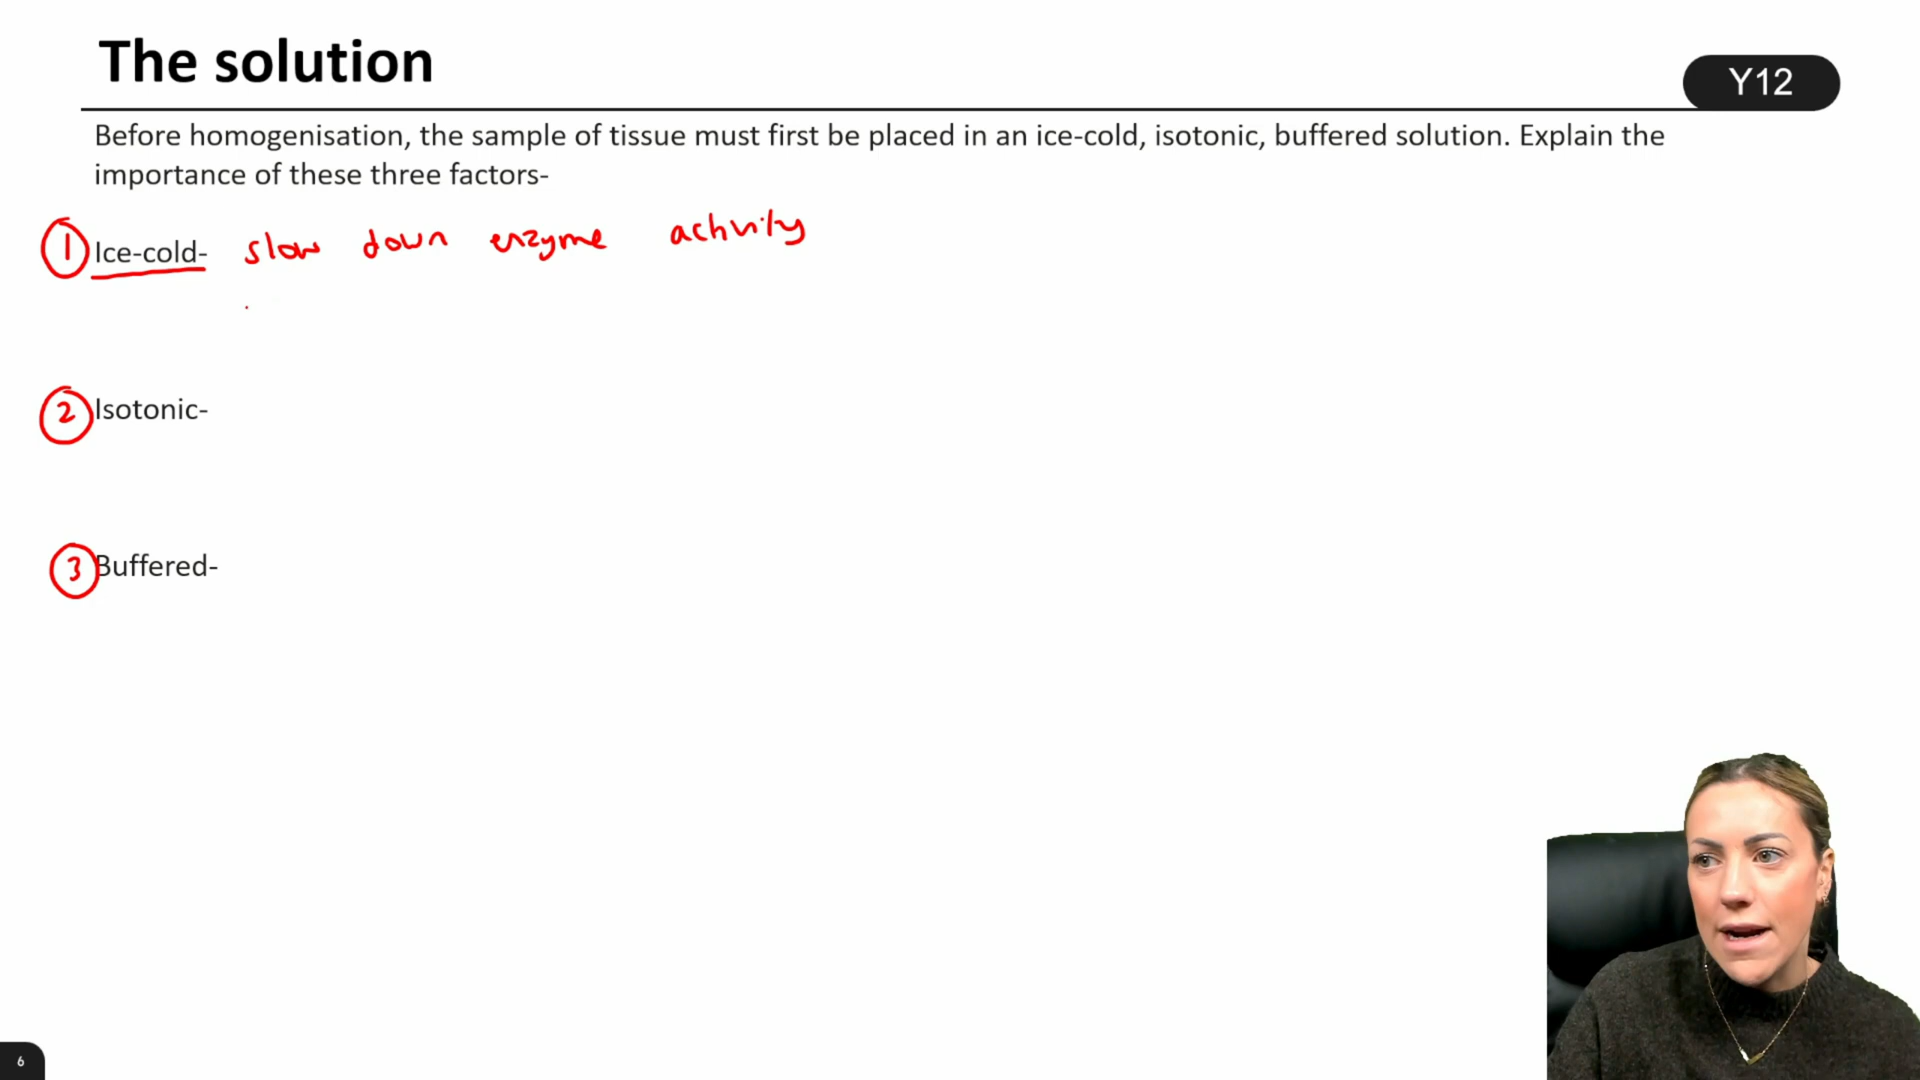 The solution
Y12
Before homogenisation, the sample of tissue must first be placed in an ice-cold, isotonic, buffered solution. Explain the
importance of these three factors-
1 Ice-cold- slow down enzyme activity
2 Isotonic-
3 Buffered-
6